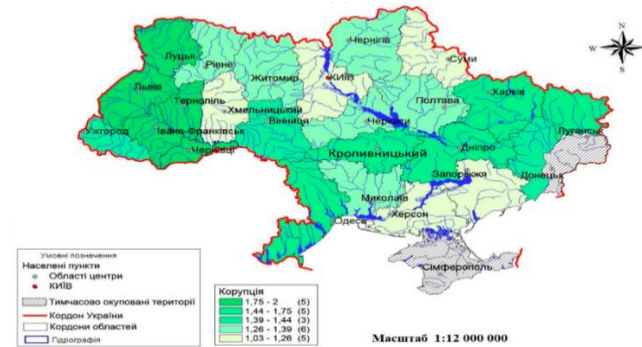 Чернігів
Суми
Луцьк
Рівне
КИЇВ
Житомир
Львів
Полтава
Харків
Тернопіль
Хмельницький
Черкаси
Вінниця
Луганськ
Ужгород
Івано-Франківськ
Кропивницький
Дніпро
Чернівці
Запоріжжя
Донецьк
Миколаїв
Одеса
Херсон
Сімферополь
N
W
E
S
Умовні позначення
Населені пункти
Області центри
КИЇВ
Тимчасово окуповані території
Кордон України
Кордони областей
Гідрографія
Корупція
1,75 - 2 (5)
1,44 - 1,75 (5)
1,39 - 1,44 (3)
1,26 - 1,39 (6)
1,03 - 1,26 (5)
Масштаб 1:12 000 000